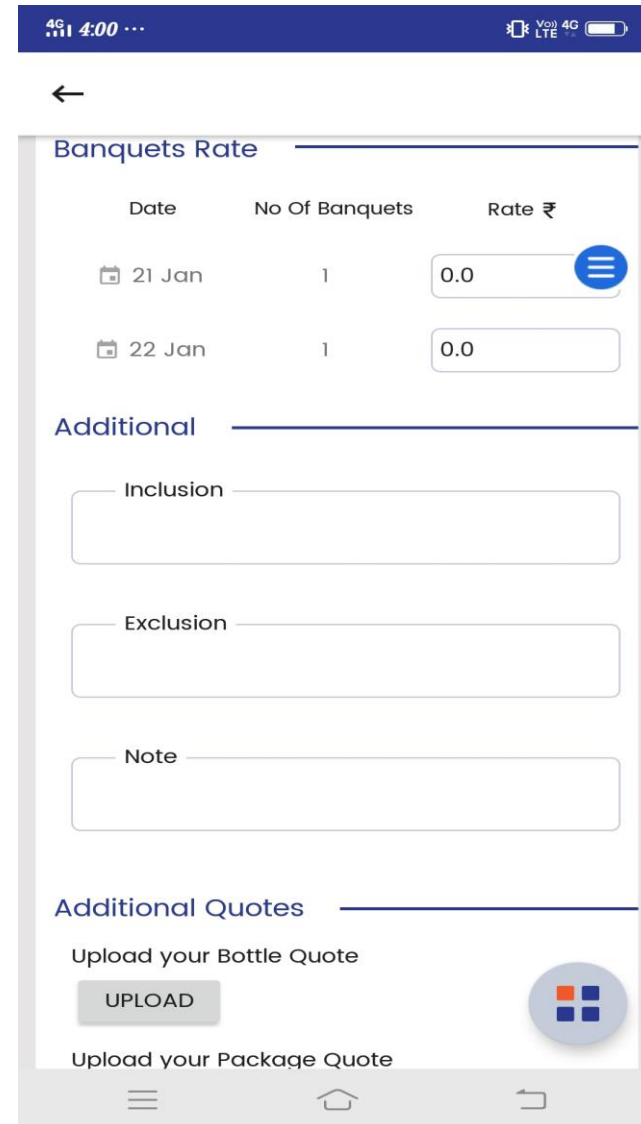 4G 4:00 ... Vo)) LTE 4G
Banquets Rate
Date No Of Banquets Rate ₹
21 Jan 1 0.0
22 Jan 1 0.0
Additional
Inclusion
Exclusion
Note
Additional Quotes
Upload your Bottle Quote
UPLOAD
Upload your Package Quote